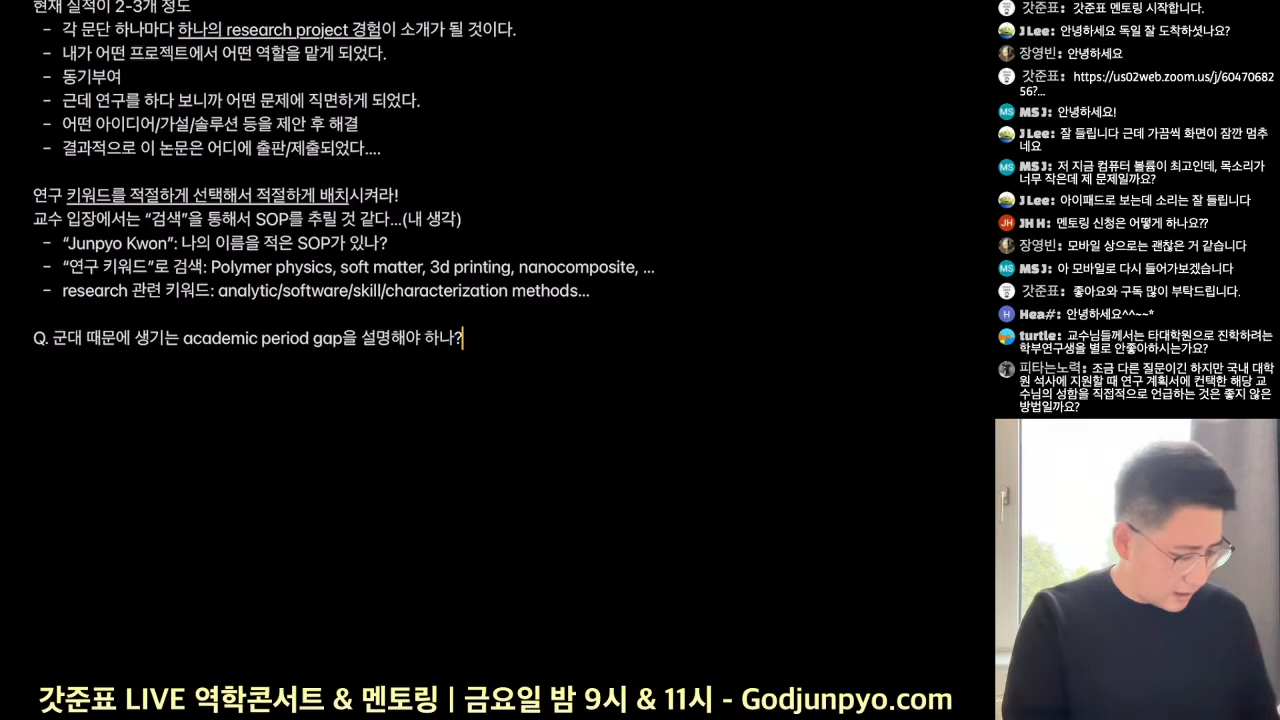 현재 실적이 2-3개 정도
- 각 문단 하나마다 하나의 research project 경험이 소개가 될 것이다.
- 내가 어떤 프로젝트에서 어떤 역할을 맡게 되었다.
- 동기부여
- 근데 연구를 하다 보니까 어떤 문제에 직면하게 되었다.
- 어떤 아이디어/가설/솔루션 등을 제안 후 해결
- 결과적으로 이 논문은 어디에 출판/제출되었다....
연구 키워드를 적절하게 선택해서 적절하게 배치시켜라!
교수 입장에서는 “검색”을 통해서 SOP를 추릴 것 같다...(내 생각)
- “Junpyo Kwon”: 나의 이름을 적은 SOP가 있나?
- “연구 키워드”로 검색: Polymer physics, soft matter, 3d printing, nanocomposite, ...
- research 관련 키워드: analytic/software/skill/characterization methods...
Q. 군대 때문에 생기는 academic period gap을 설명해야 하나?
갓준표: 갓준표 멘토링 시작합니다.
J Lee: 안녕하세요 독일 잘 도착하셧나요?
장영빈: 안녕하세요
갓준표: https://us02web.zoom.us/j/60470682
56?...
MS J: 안녕하세요!
J Lee: 잘 들립니다 근데 가끔씩 화면이 잠깐 멈추
네요
MS J: 저 지금 컴퓨터 볼륨이 최고인데, 목소리가
너무 작은데 제 문제일까요?
J Lee: 아이패드로 보는데 소리는 잘 들립니다
JH H: 멘토링 신청은 어떻게 하나요??
장영빈: 모바일 상으로는 괜찮은 거 같습니다
MS J: 아 모바일로 다시 들어가보겠습니다
갓준표: 좋아요와 구독 많이 부탁드립니다.
Hea#: 안녕하세요^^~~*
turtle: 교수님들께서는 타대학원으로 진학하려는
학부연구생을 별로 안좋아하시는가요?
피타는노력: 조금 다른 질문이긴 하지만 국내 대학
원 석사에 지원할 때 연구 계획서에 컨택한 해당 교
수님의 성함을 직접적으로 언급하는 것은 좋지 않은
방법일까요?
갓준표 LIVE 역학콘서트 & 멘토링 | 금요일 밤 9시 & 11시 - Godjunpyo.com